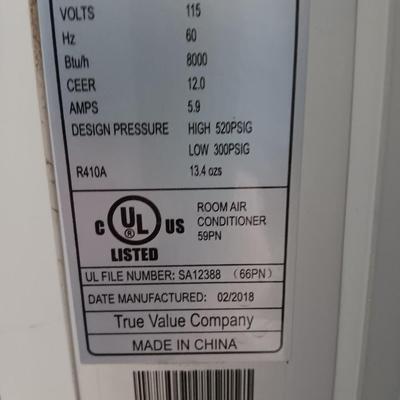 VOLTS 115
Hz 60
Btu/h 8000
CEER 12.0
AMPS 5.9
DESIGN PRESSURE HIGH 520PSIG
LOW 300PSIG
R410A 13.4 ozs
C UL ® US
LISTED
ROOM AIR
CONDITIONER
59PN
UL FILE NUMBER: SA12388 (66PN)
DATE MANUFACTURED: 02/2018
True Value Company
MADE IN CHINA